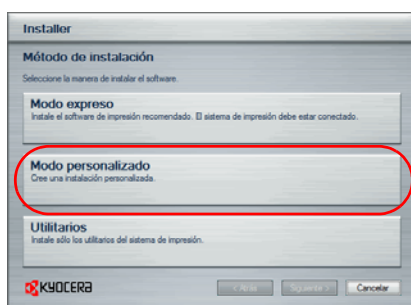 Installer
Método de instalación
Seleccione la manera de instalar el software.
Modo expreso
Instale el software de impresión recomendado. El sistema de impresión debe estar conectado.
Modo personalizado
Cree una instalación personalizada.
Utilitarios
Instale sólo los utilitarios del sistema de impresión.
KYOCERA
< Atrás
Siguiente >
Cancelar